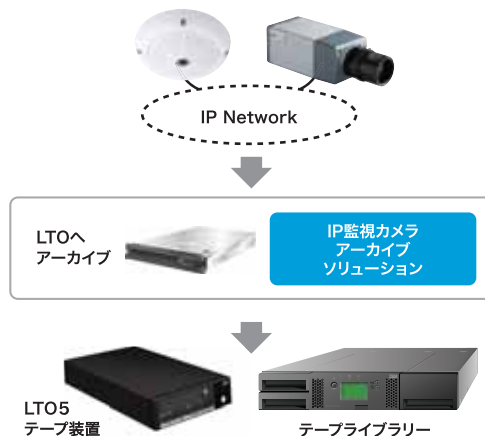 IP Network
LTOへ
アーカイブ
IP監視カメラ
アーカイブ
ソリューション
LTO5
テープ装置
テープライブラリー